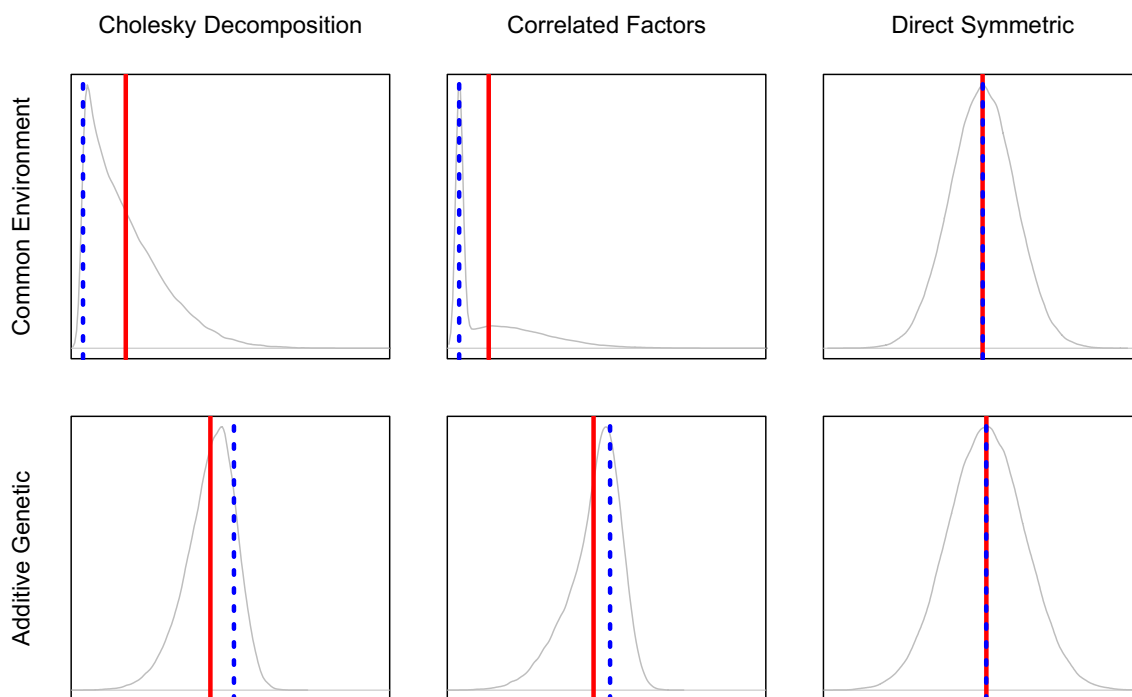 Cholesky Decomposition
Correlated Factors
Direct Symmetric
Common Environment
Additive Genetic